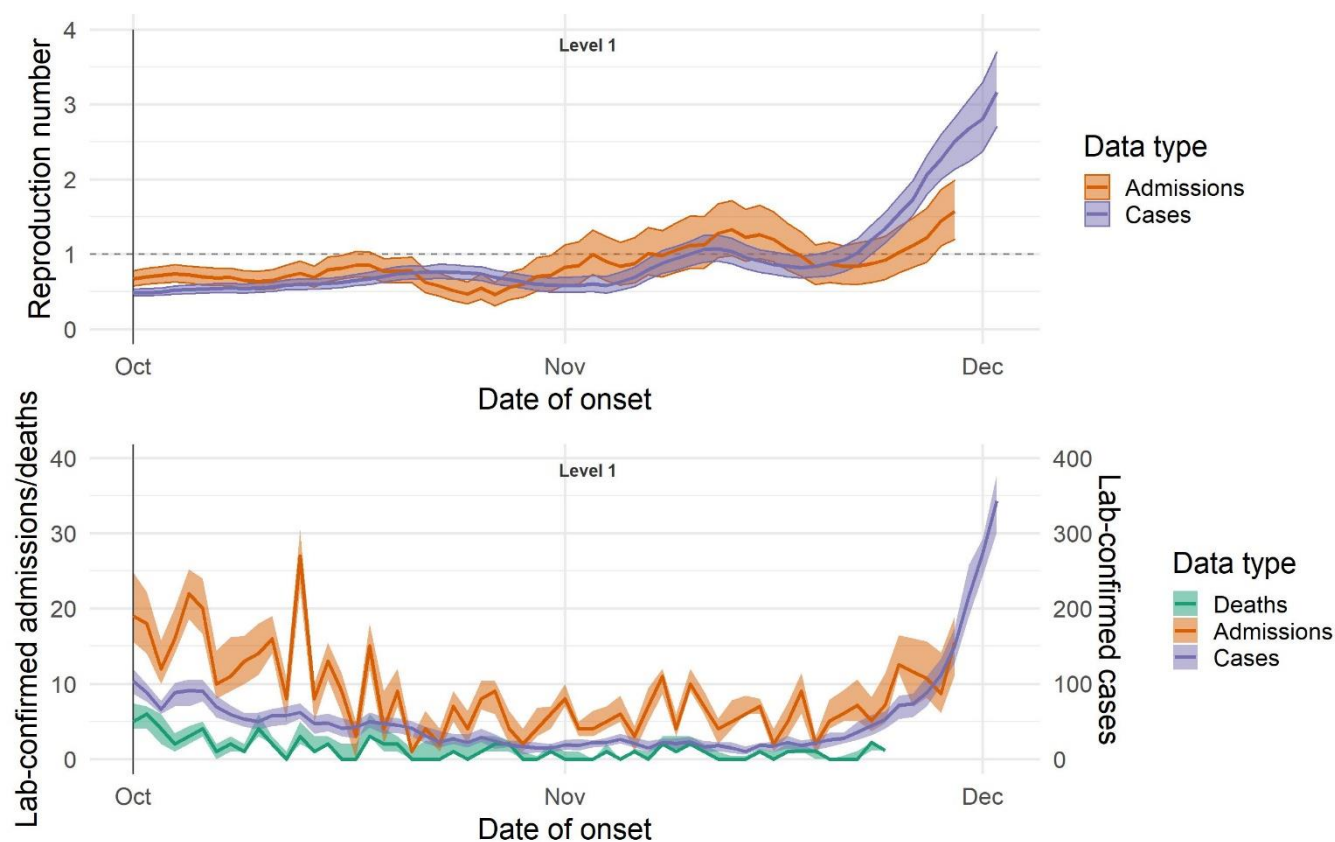 Reproduction number
4
3
2
1
0
Level 1
Oct
Nov
Dec
Date of onset
Data type
Admissions
Cases
Lab-confirmed admissions/deaths
40
30
20
10
0
Level 1
400
300
200
100
0
Lab-confirmed cases
Oct
Nov
Dec
Date of onset
Data type
Deaths
Admissions
Cases